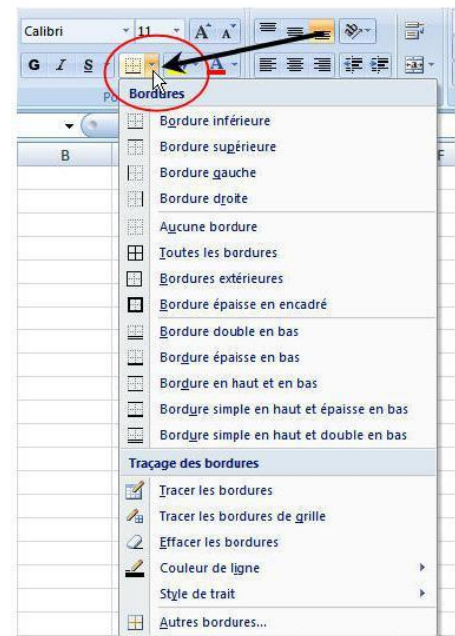 Calibri 11 A A
G I S A
Po
Bordures
B
F
Bordure inférieure
Bordure supérieure
Bordure gauche
Bordure droite
Aucune bordure
Toutes les bordures
Bordures extérieures
Bordure épaisse en encadré
Bordure double en bas
Bordure épaisse en bas
Bordure en haut et en bas
Bordure simple en haut et épaisse en bas
Bordure simple en haut et double en bas
Traçage des bordures
Tracer les bordures
Tracer les bordures de grille
Effacer les bordures
Couleur de ligne
Style de trait
Autres bordures...